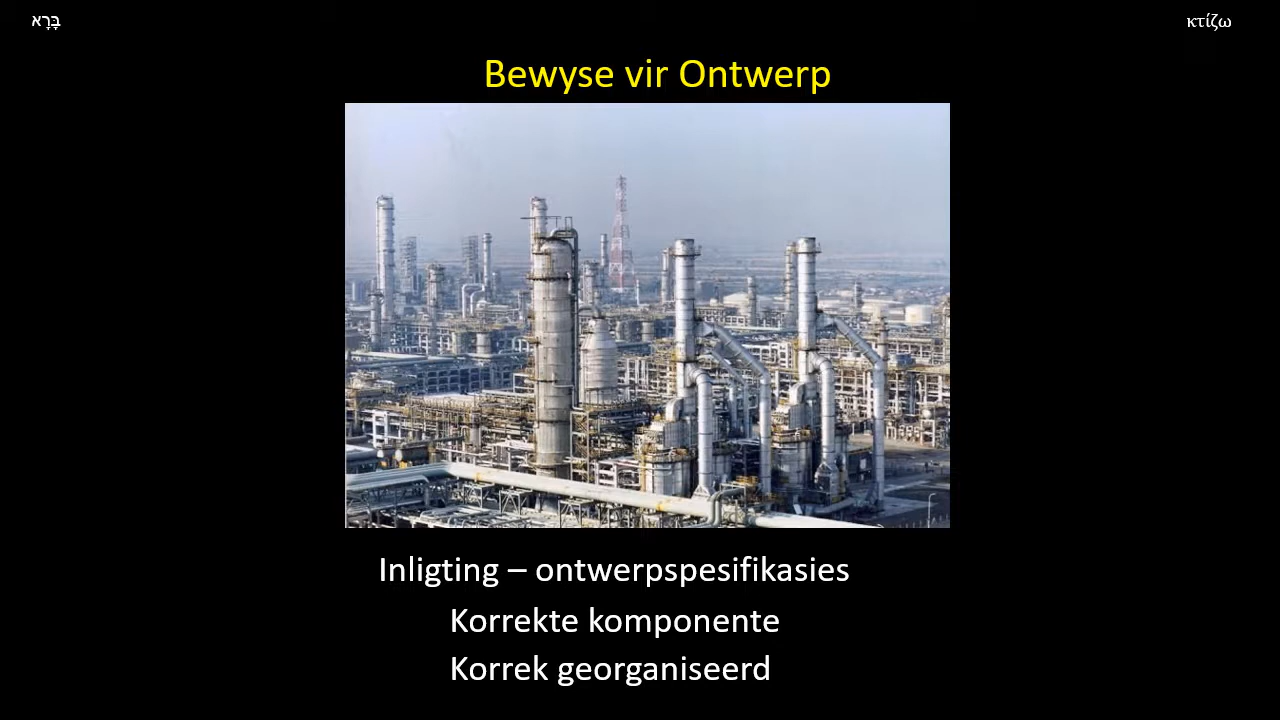 בָּרָא
κτίζω
Bewyse vir Ontwerp
Inligting – ontwerpspesifikasies
Korrekte komponente
Korrek georganiseerd